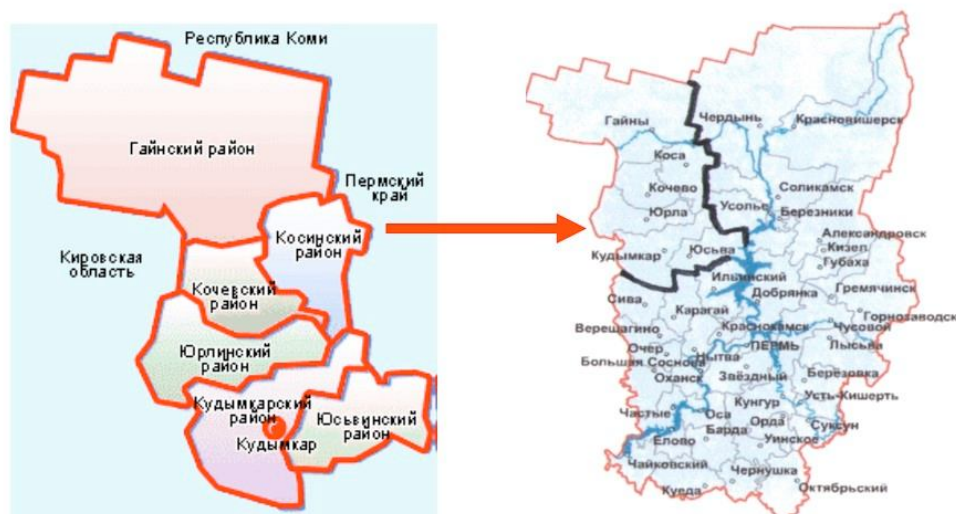 Республика Коми
Гайнский район
Пермский
край
Косинский
район
Кировская
область
Кочевский
район
Юрлинский
район
Кудымкарский
район
Кудымкар
Юсьвинский
район
Гайны
Чердынь
Красновишерск
Коса
Кочево
Юрла
Соликамск
Усолье
Березники
Кудымкар
Юсьва
Александровск
Кизел
Губаха
Ильинский
Добрянка
Гремячинск
Сива
Карагай
Горнозаводск
Верещагино
Краснокамск
Чусовой
Очер
Нытва
ПЕРМЬ
Лысьва
Большая Соснова
Оханск
Звёздный
Берёзовка
Частые
Оса
Кунгур
Усть-Кишерть
Барда
Орда
Суксун
Елово
Уинское
Чайковский
Чернушка
Куеда
Октябрьский